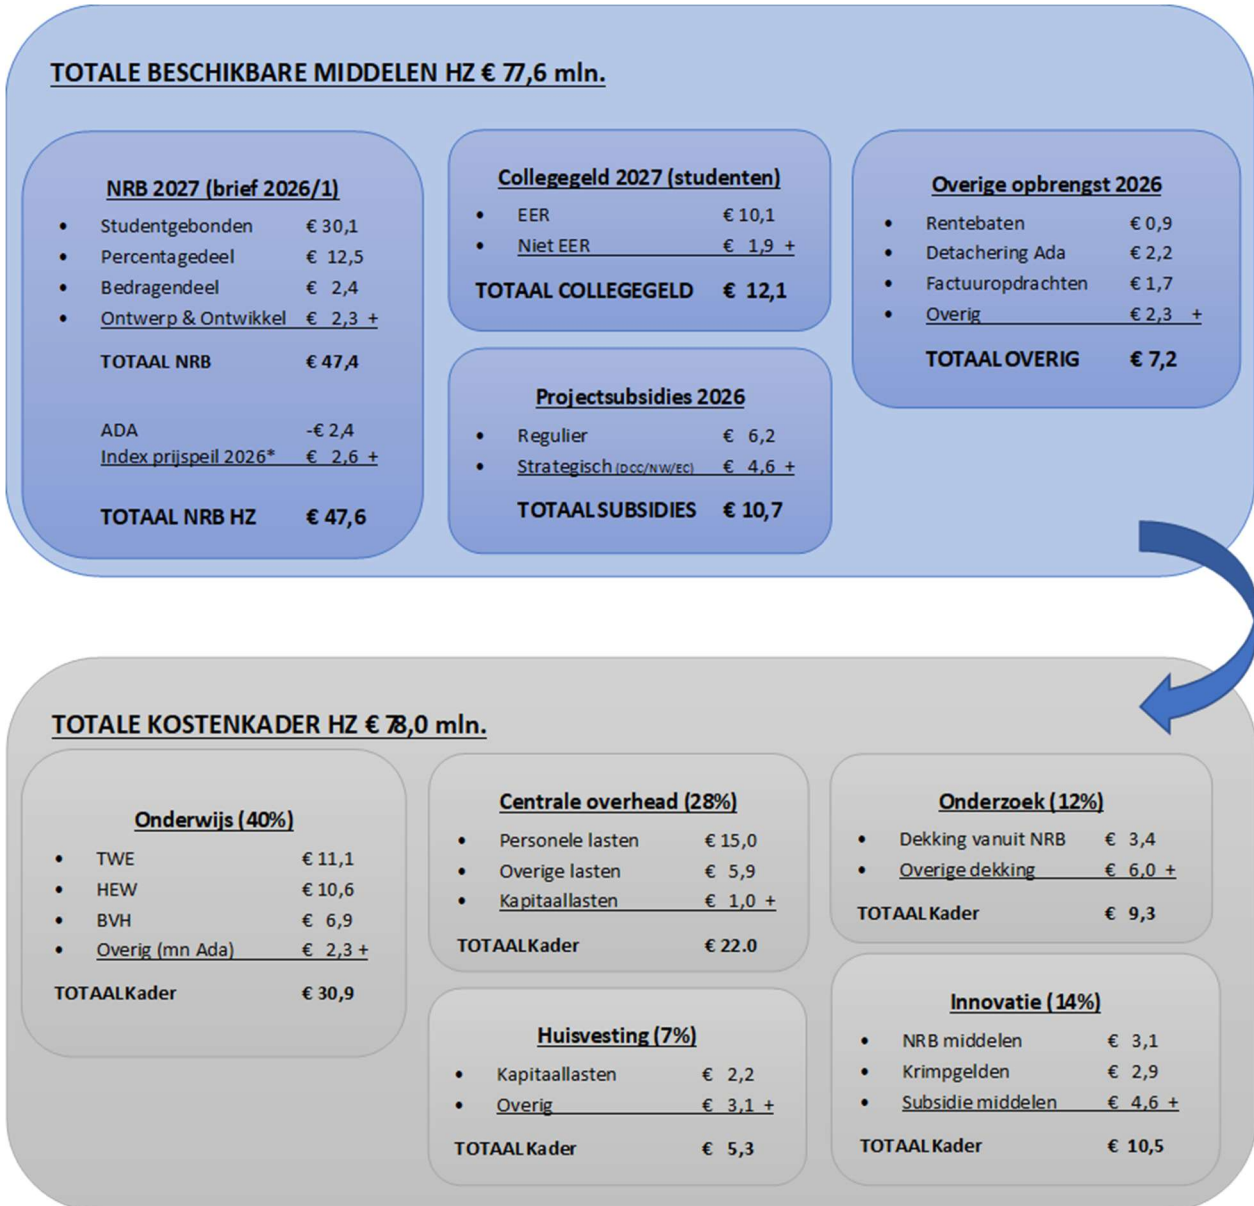 TOTALE BESCHIKBARE MIDDELEN HZ € 77,6 mln.
NRB 2027 (brief 2026/1)
• Studentgebonden € 30,1
• Percentagedeel € 12,5
• Bedragendeel € 2,4
• Ontwerp & Ontwikkel € 2,3 +
TOTAAL NRB € 47,4
ADA -€ 2,4
Index prijspeil 2026* € 2,6 +
TOTAAL NRB HZ € 47,6
Collegegeld 2027 (studenten)
• EER € 10,1
• Niet EER € 1,9 +
TOTAAL COLLEGEGELD € 12,1
Projectsubsidies 2026
• Regulier € 6,2
• Strategisch (DCC/NW/EC) € 4,6 +
TOTAAL SUBSIDIES € 10,7
Overige opbrengst 2026
• Rentebaten € 0,9
• Detachering Ada € 2,2
• Factuuropdrachten € 1,7
• Overig € 2,3 +
TOTAAL OVERIG € 7,2
TOTALE KOSTENKADER HZ € 78,0 mln.
Onderwijs (40%)
• TWE € 11,1
• HEW € 10,6
• BVH € 6,9
• Overig (mn Ada) € 2,3 +
TOTAAL Kader € 30,9
Centrale overhead (28%)
• Personele lasten € 15,0
• Overige lasten € 5,9
• Kapitaallasten € 1,0 +
TOTAAL Kader € 22.0
Huisvesting (7%)
• Kapitaallasten € 2,2
• Overig € 3,1 +
TOTAAL Kader € 5,3
Onderzoek (12%)
• Dekking vanuit NRB € 3,4
• Overige dekking € 6,0 +
TOTAAL Kader € 9,3
Innovatie (14%)
• NRB middelen € 3,1
• Krimpgelden € 2,9
• Subsidie middelen € 4,6 +
TOTAAL Kader € 10,5